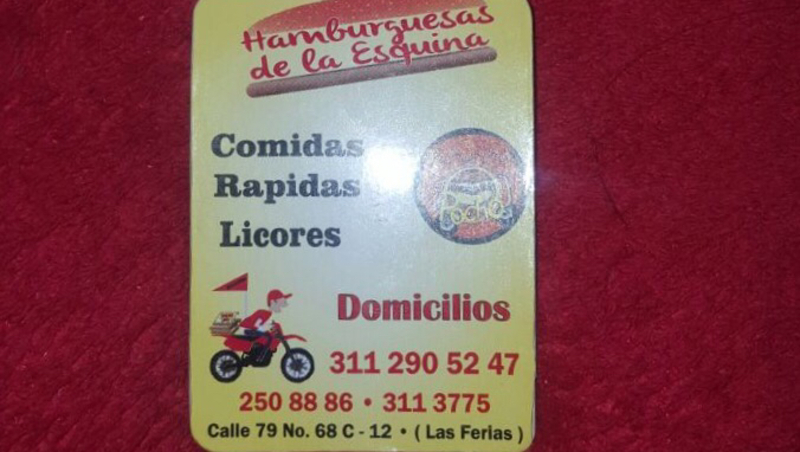 Hamburguesas
de la Esquina
Comidas
Rapidas
Licores
Pocho
Domicilios
311 290 52 47
250 88 86 • 311 3775
Calle 79 No. 68 C - 12 • ( Las Ferias )